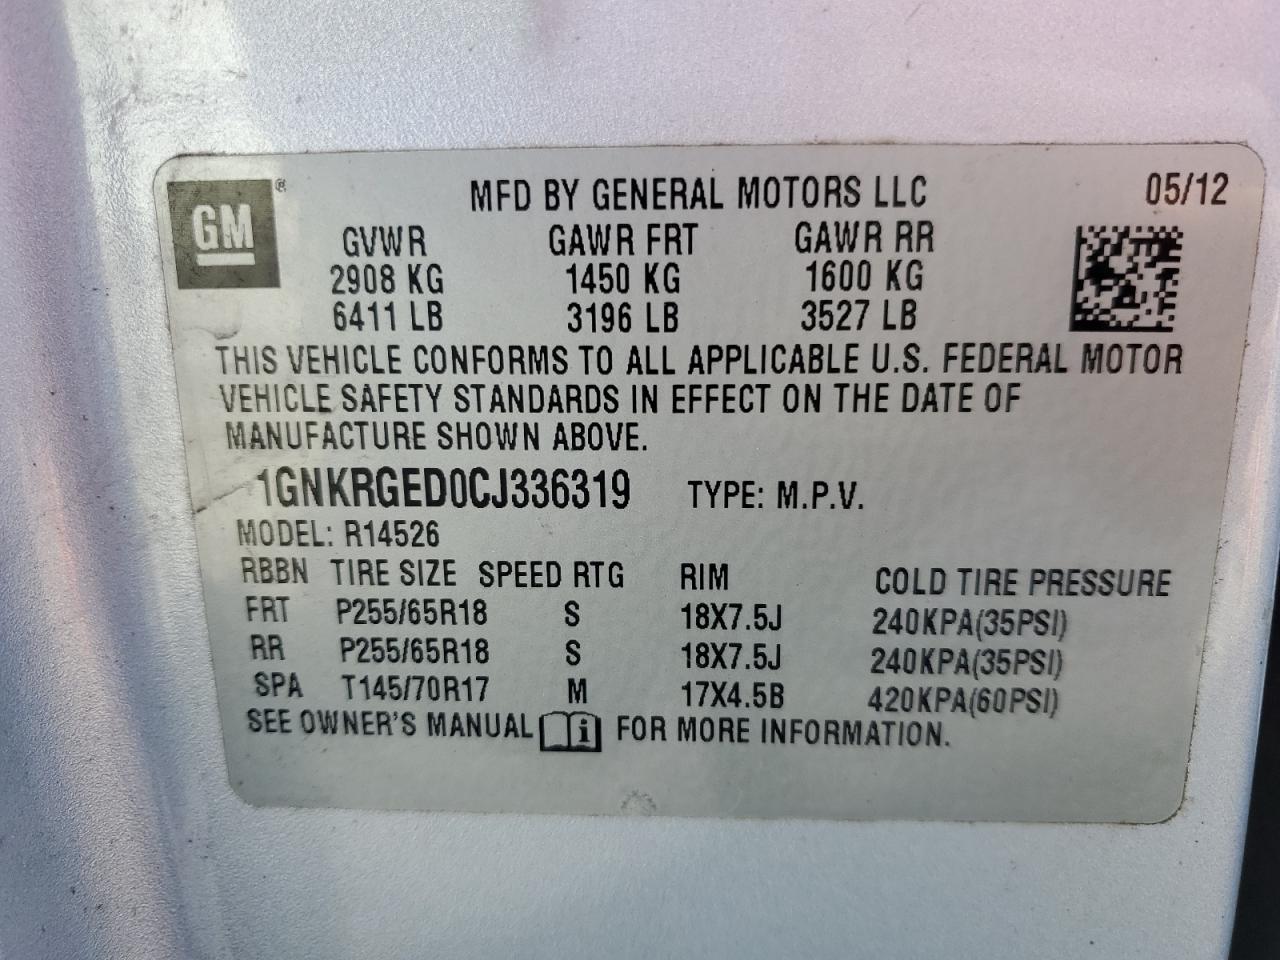 GM ®
MFD BY GENERAL MOTORS LLC 05/12
GVWR GAWR FRT GAWR RR
2908 KG 1450 KG 1600 KG
6411 LB 3196 LB 3527 LB
THIS VEHICLE CONFORMS TO ALL APPLICABLE U.S. FEDERAL MOTOR
VEHICLE SAFETY STANDARDS IN EFFECT ON THE DATE OF
MANUFACTURE SHOWN ABOVE.
1GNKRGED0CJ336319 TYPE: M.P.V.
MODEL: R14526
RBBN TIRE SIZE SPEED RTG RIM COLD TIRE PRESSURE
FRT P255/65R18 S 18X7.5J 240KPA(35PSI)
RR P255/65R18 S 18X7.5J 240KPA(35PSI)
SPA T145/70R17 M 17X4.5B 420KPA(60PSI)
SEE OWNER'S MANUAL i FOR MORE INFORMATION.